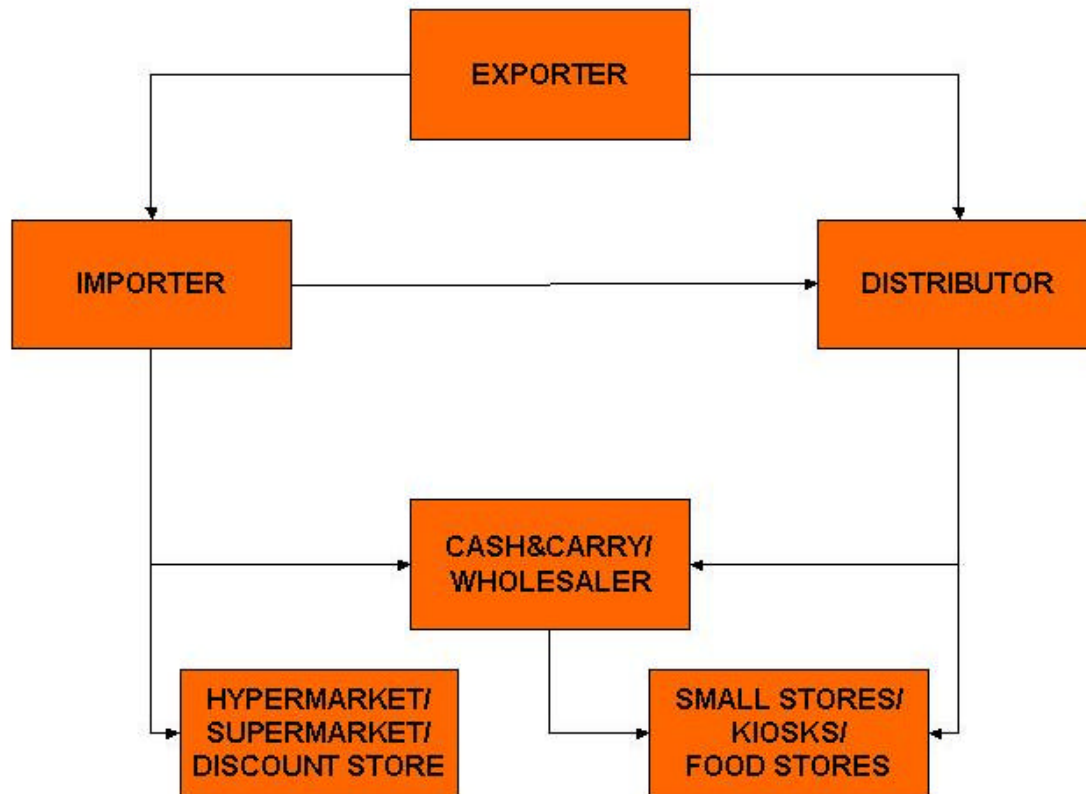 EXPORTER
IMPORTER
DISTRIBUTOR
CASH&CARRY/
WHOLESALER
HYPERMARKET/
SUPERMARKET/
DISCOUNT STORE
SMALL STORES/
KIOSKS/
FOOD STORES